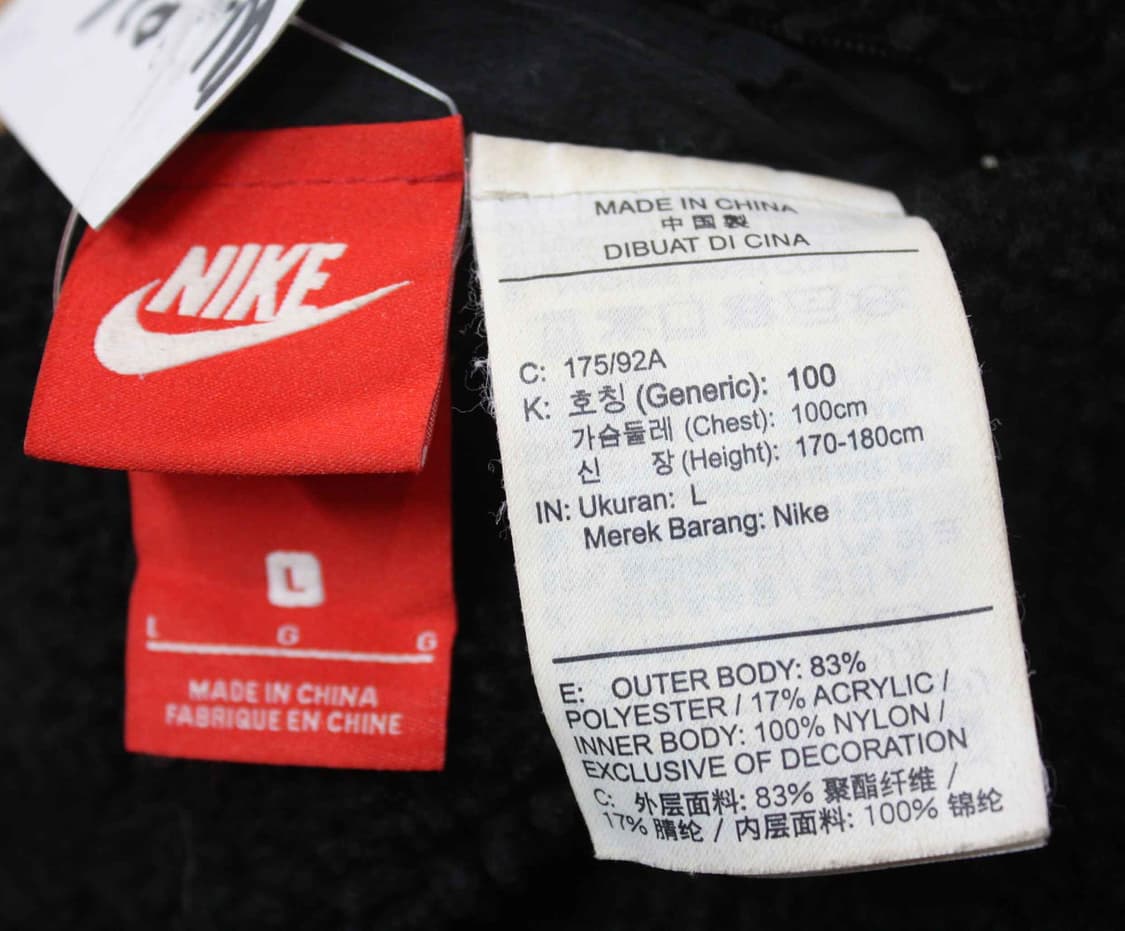 NIKE
L
L G G
MADE IN CHINA
FABRIQUE EN CHINE
MADE IN CHINA
中国製
DIBUAT DI CINA
C: 175/92A
K: 호칭 (Generic): 100
가슴둘레 (Chest): 100cm
신 장 (Height): 170-180cm
IN: Ukuran: L
Merek Barang: Nike
E: OUTER BODY: 83%
POLYESTER / 17% ACRYLIC /
INNER BODY: 100% NYLON /
EXCLUSIVE OF DECORATION
C: 外层面料: 83% 聚酯纤维 /
17% 腈纶 / 内层面料: 100% 锦纶